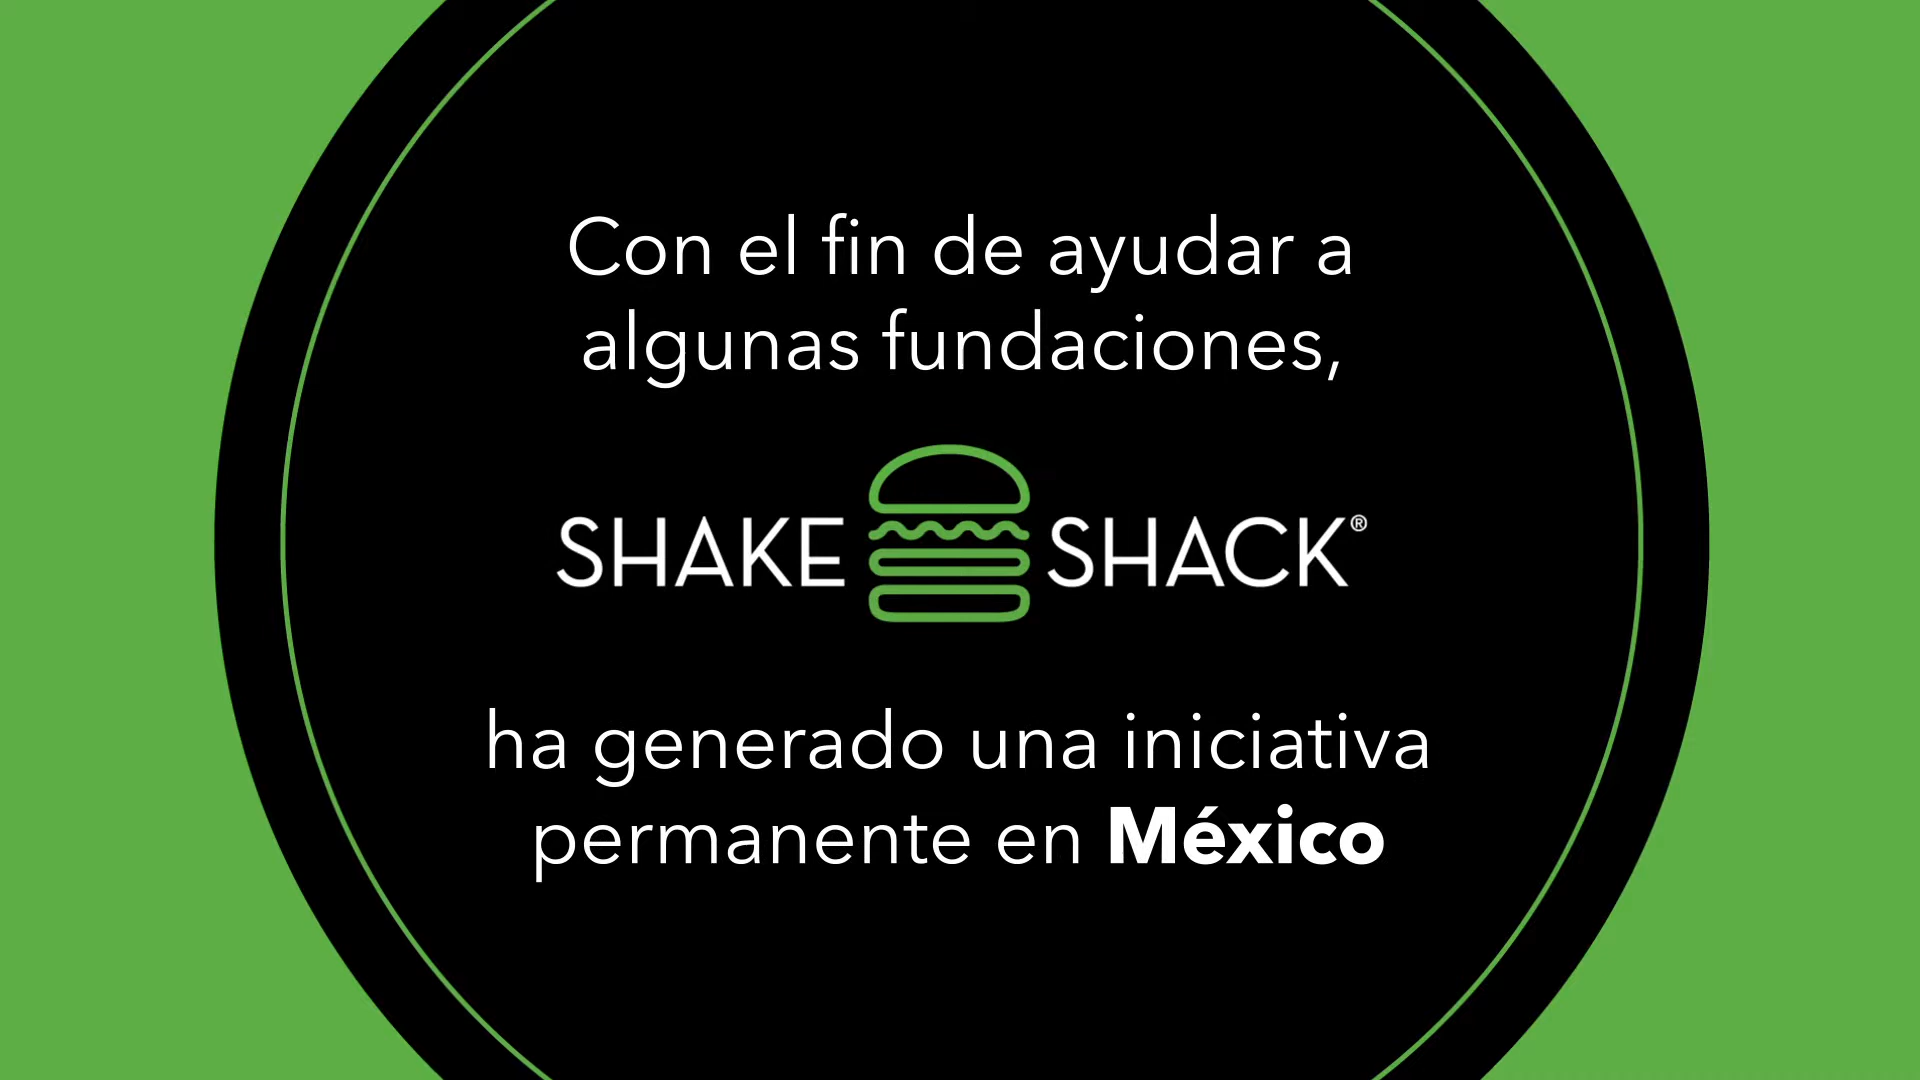 Con el fin de ayudar a
algunas fundaciones,
SHAKE SHACK®
ha generado una iniciativa
permanente en México